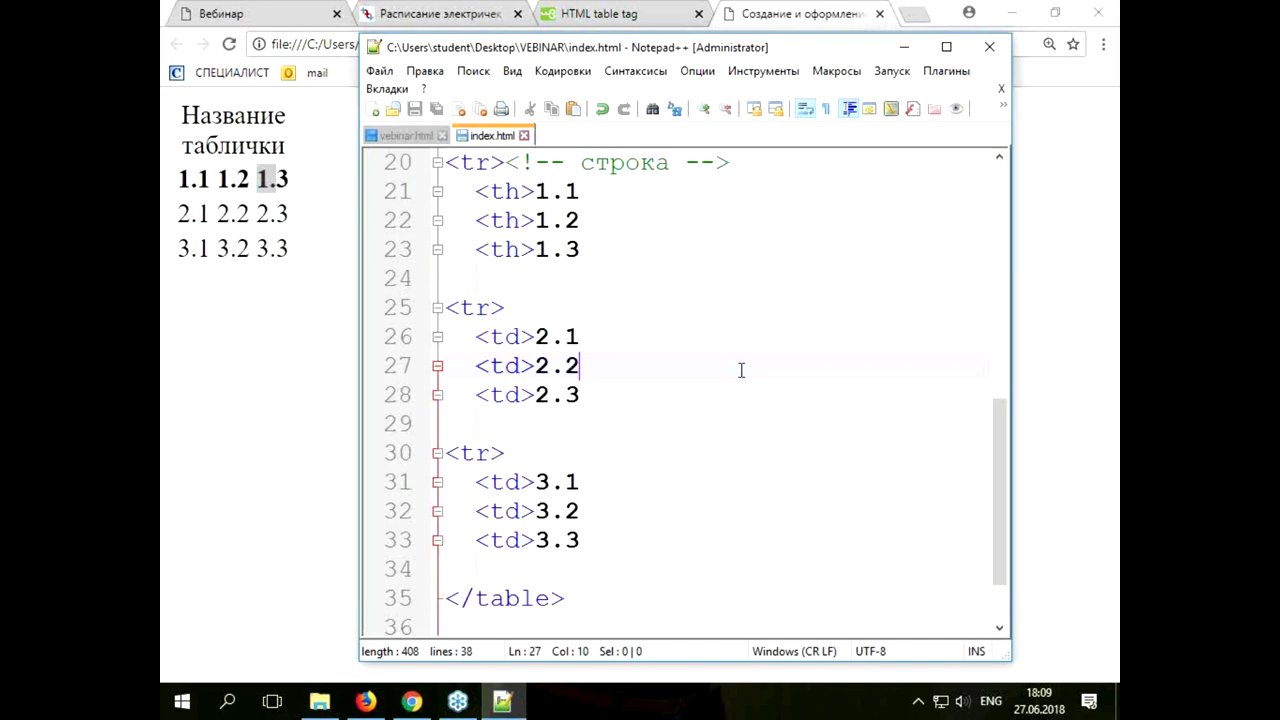 Вебинар
Расписание электричек
HTML table tag
Создание и оформлени
file:///C:/Users/
СПЕЦИАЛИСТ
mail
Название
таблички
1.1 1.2 1.3
2.1 2.2 2.3
3.1 3.2 3.3
C:\Users\student\Desktop\VEBINAR\index.html - Notepad++ [Administrator]
Файл Правка Поиск Вид Кодировки Синтаксисы Опции Инструменты Макросы Запуск Плагины
Вкладки ? X
vebinar.html index.html
20 <tr><!-- строка -->
21 <th>1.1
22 <th>1.2
23 <th>1.3
24
25 <tr>
26 <td>2.1
27 <td>2.2
28 <td>2.3
29
30 <tr>
31 <td>3.1
32 <td>3.2
33 <td>3.3
34
35 </table>
36
length : 408 lines : 38 Ln : 27 Col : 10 Sel : 0 | 0 Windows (CR LF) UTF-8 INS
ENG
18:09
27.06.2018